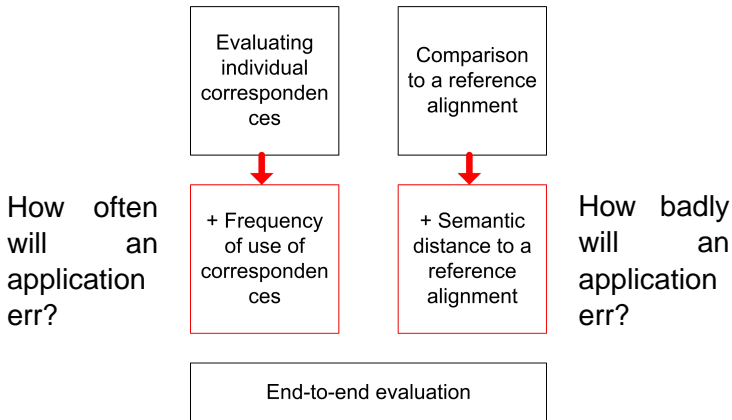 Evaluating
individual
corresponden
ces
Comparison
to a reference
alignment
How often
will an
application
err?
+ Frequency
of use of
corresponden
ces
+ Semantic
distance to a
reference
alignment
How badly
will an
application
err?
End-to-end evaluation